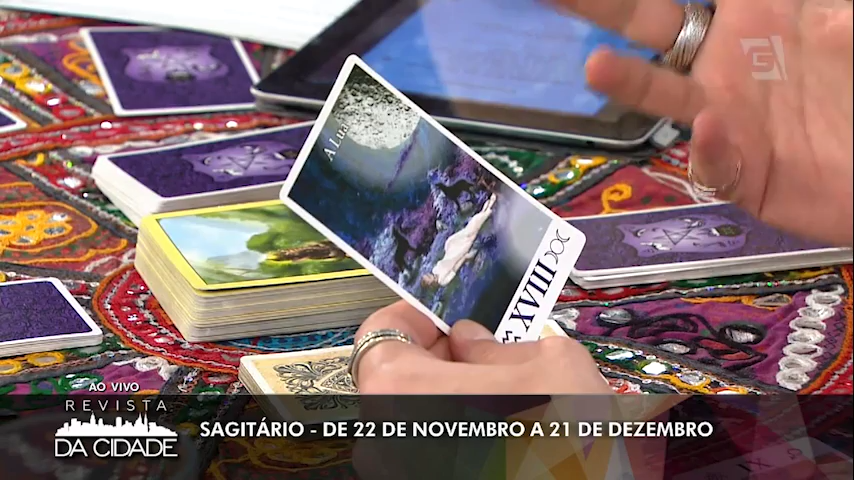 A Lua
XVIII
AO VIVO
REVISTA
DA CIDADE
SAGITÁRIO - DE 22 DE NOVEMBRO A 21 DE DEZEMBRO